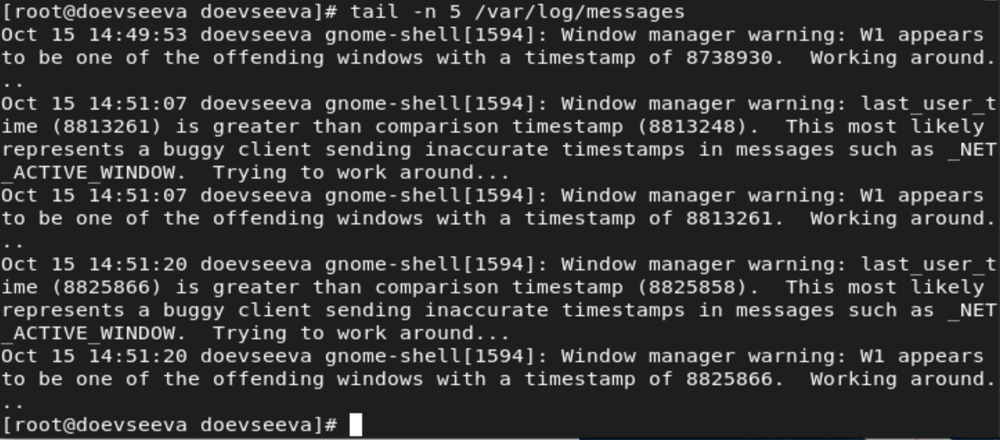 [root@doevseeva doevseeva]# tail -n 5 /var/log/messages
Oct 15 14:49:53 doevseeva gnome-shell[1594]: Window manager warning: W1 appears
to be one of the offending windows with a timestamp of 8738930.  Working around.
..
Oct 15 14:51:07 doevseeva gnome-shell[1594]: Window manager warning: last_user_t
ime (8813261) is greater than comparison timestamp (8813248).  This most likely
represents a buggy client sending inaccurate timestamps in messages such as _NET
_ACTIVE_WINDOW.  Trying to work around...
Oct 15 14:51:07 doevseeva gnome-shell[1594]: Window manager warning: W1 appears
to be one of the offending windows with a timestamp of 8813261.  Working around.
..
Oct 15 14:51:20 doevseeva gnome-shell[1594]: Window manager warning: last_user_t
ime (8825866) is greater than comparison timestamp (8825858).  This most likely
represents a buggy client sending inaccurate timestamps in messages such as _NET
_ACTIVE_WINDOW.  Trying to work around...
Oct 15 14:51:20 doevseeva gnome-shell[1594]: Window manager warning: W1 appears
to be one of the offending windows with a timestamp of 8825866.  Working around.
..
[root@doevseeva doevseeva]#